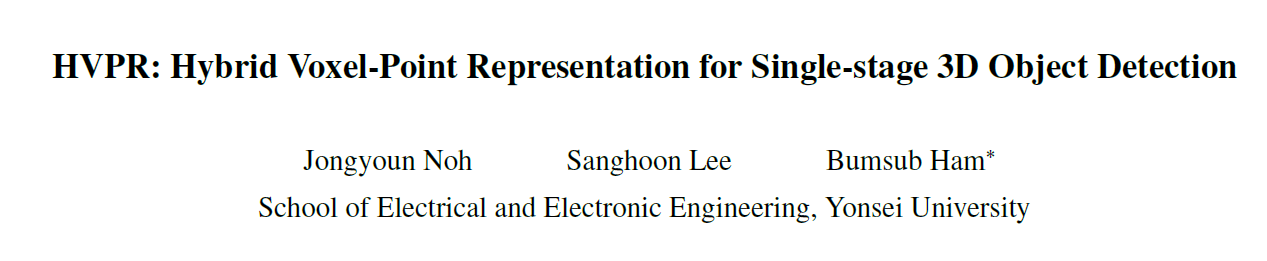 HVPR: Hybrid Voxel-Point Representation for Single-stage 3D Object Detection
Jongyoun Noh Sanghoon Lee Bumsub Ham*
School of Electrical and Electronic Engineering, Yonsei University